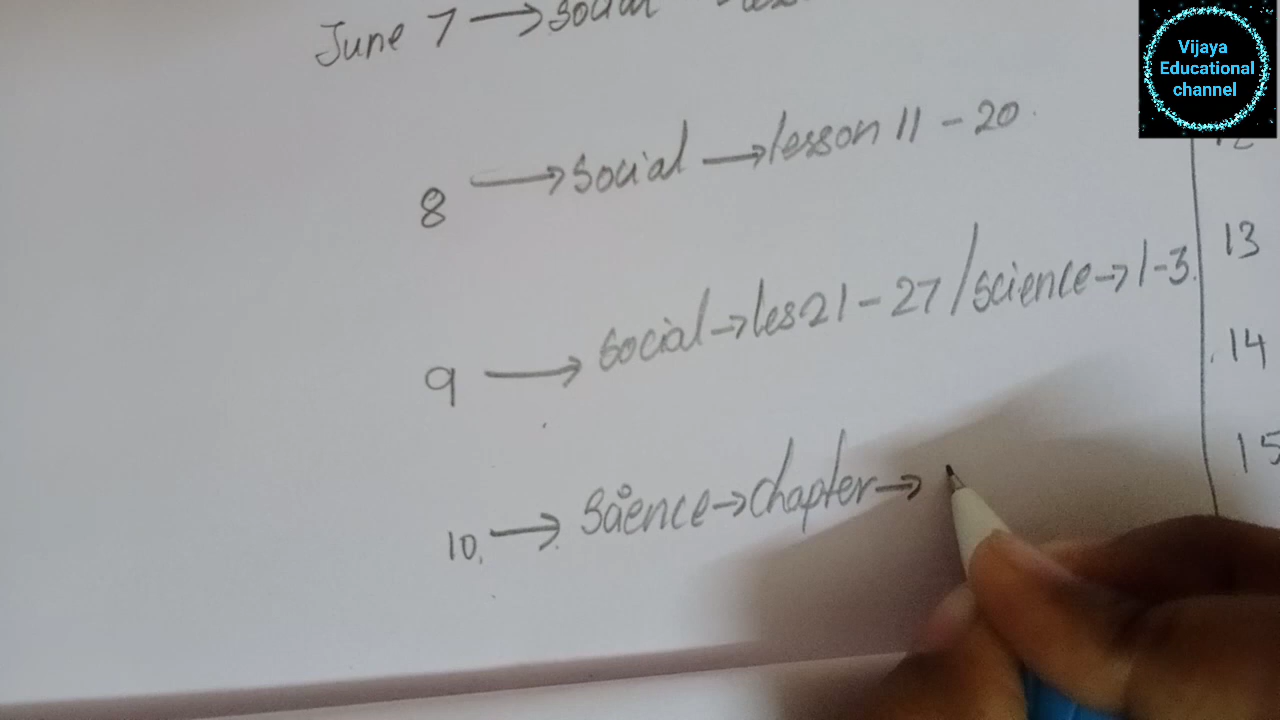 June 7 → Social
8 → Social → lesson 11 - 20
9 → Social → les 21 - 27 / Science → 1-3
10. → Science → Chapter →
13
14
15
Vijaya
Educational
channel